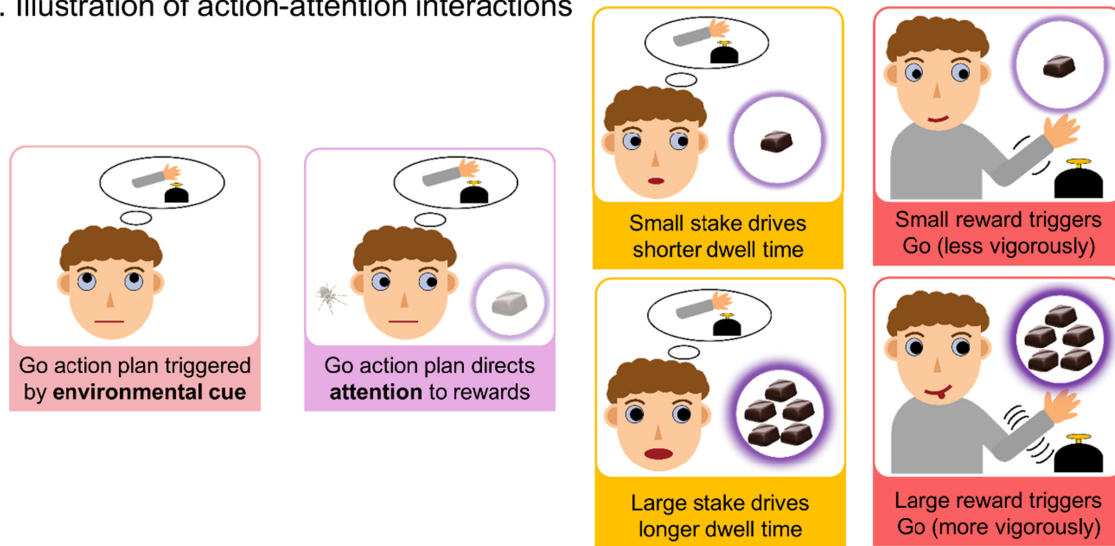 . Illustration of action-attention interactions
Go action plan triggered
by environmental cue
Go action plan directs
attention to rewards
Small stake drives
shorter dwell time
Large stake drives
longer dwell time
Small reward triggers
Go (less vigorously)
Large reward triggers
Go (more vigorously)